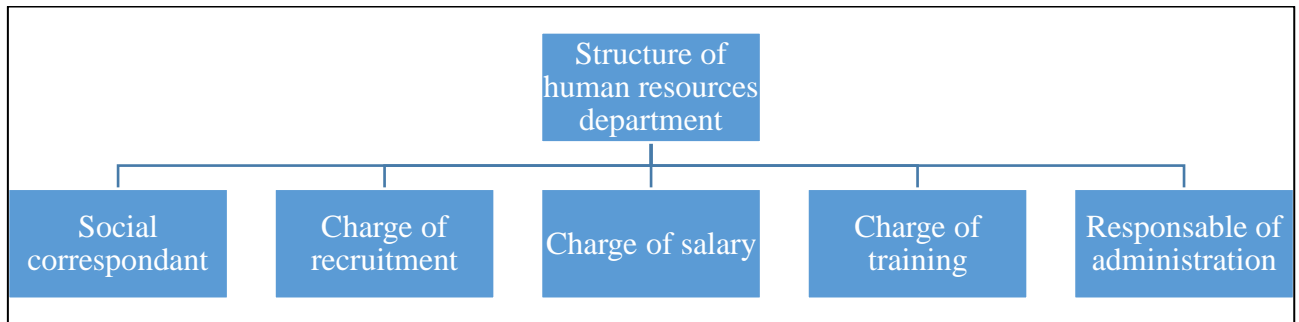 Structure of
human resources
department
Social
correspondant
Charge of
recruitment
Charge of salary
Charge of
training
Responsable of
administration